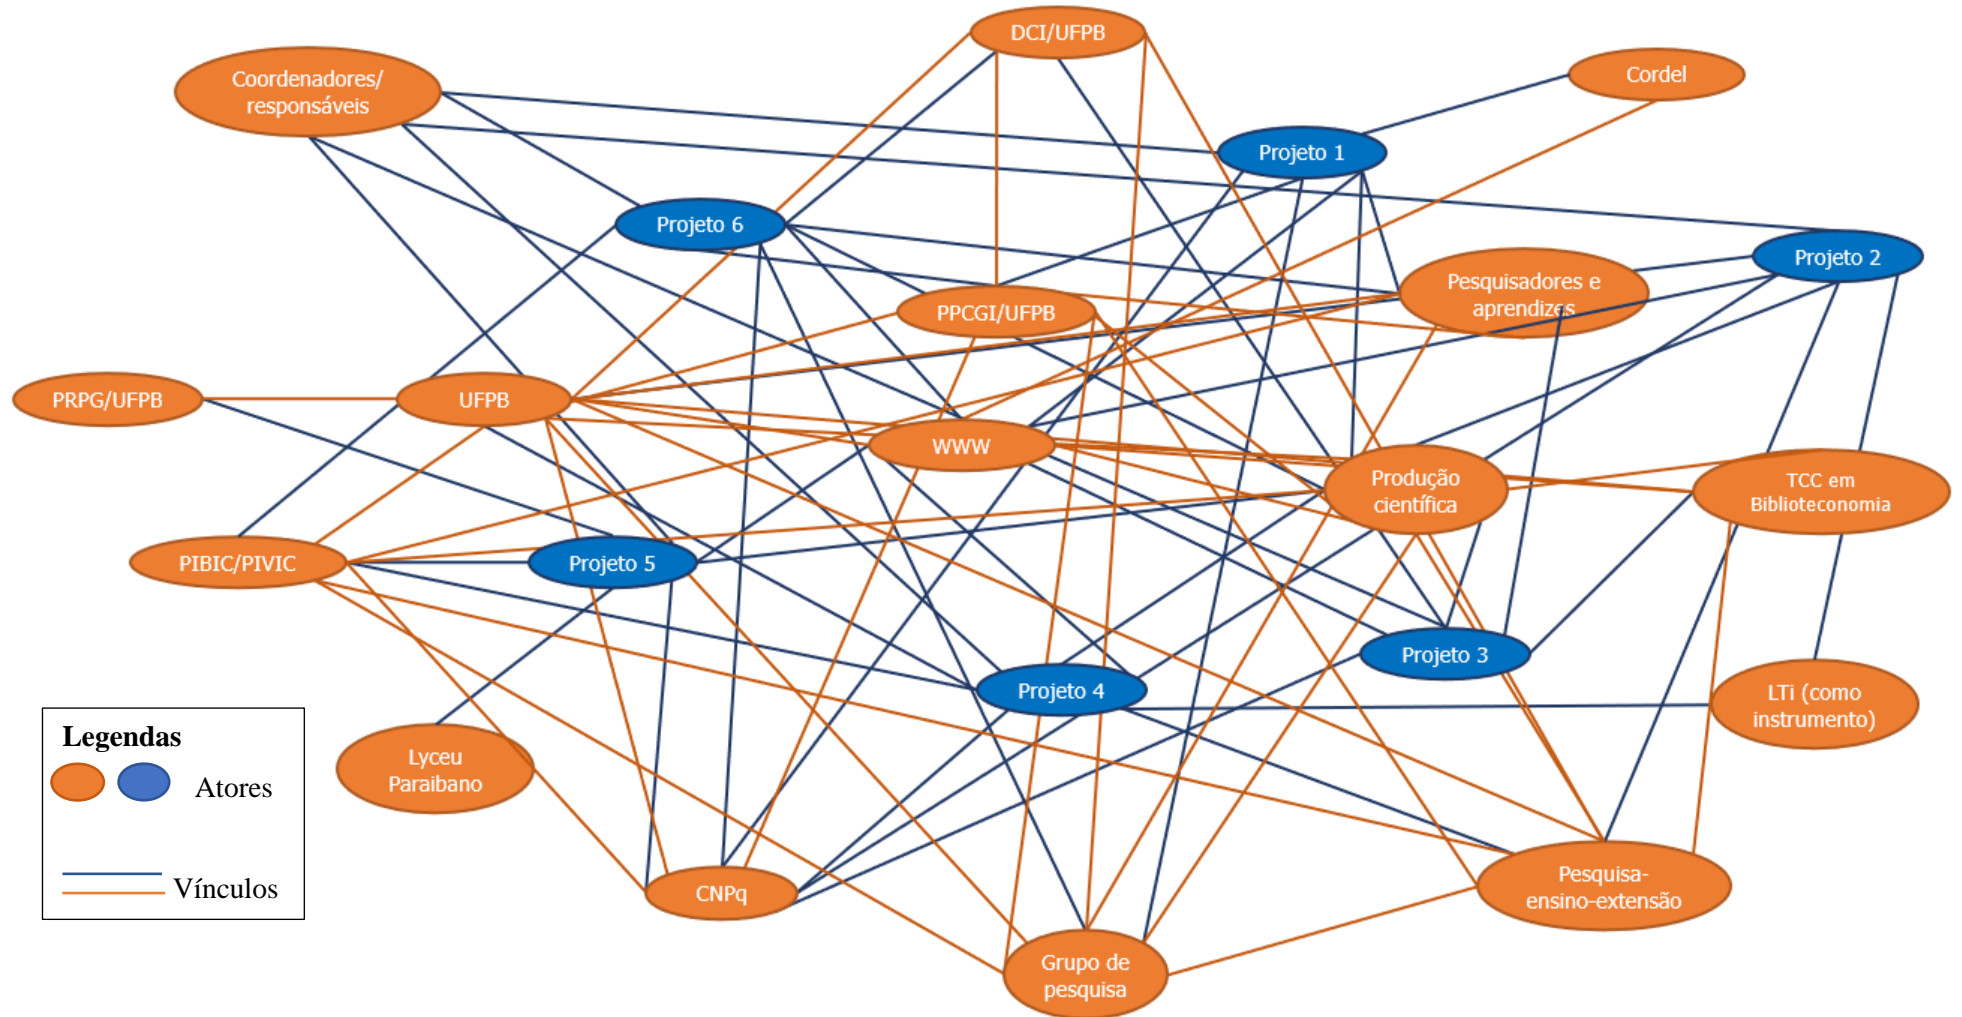 DCI/UFPB
Coordenadores/
responsáveis
Cordel
Projeto 1
Projeto 6
Projeto 2
Pesquisadores e
aprendizes
PPCGI/UFPB
PRPG/UFPB
UFPB
WWW
Produção
científica
TCC em
Biblioteconomia
PIBIC/PIVIC
Projeto 5
Projeto 3
Projeto 4
LTi (como
instrumento)
Lyceu
Paraibano
Legendas
Atores
Vínculos
CNPq
Pesquisa-
ensino-extensão
Grupo de
pesquisa